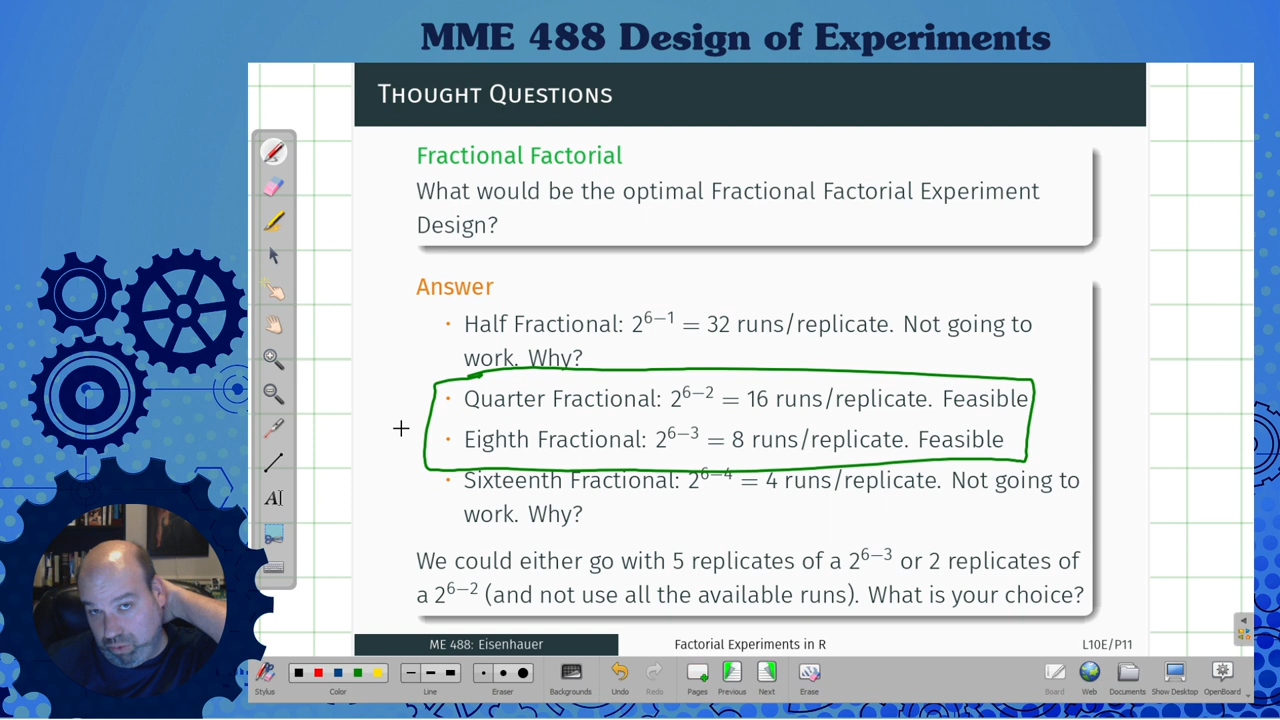 MME 488 Design of Experiments
THOUGHT QUESTIONS
Fractional Factorial
What would be the optimal Fractional Factorial Experiment
Design?
Answer
· Half Fractional: 2^{6−1} = 32 runs/replicate. Not going to
work. Why?
· Quarter Fractional: 2^{6−2} = 16 runs/replicate. Feasible
· Eighth Fractional: 2^{6−3} = 8 runs/replicate. Feasible
· Sixteenth Fractional: 2^{6−4} = 4 runs/replicate. Not going to
work. Why?
We could either go with 5 replicates of a 2^{6−3} or 2 replicates of
a 2^{6−2} (and not use all the available runs). What is your choice?
ME 488: Eisenhauer Factorial Experiments in R L10E/P11
AI
Stylus Color Line Eraser Backgrounds Undo Redo Pages Previous Next Erase Board Web Documents Show Desktop OpenBoard